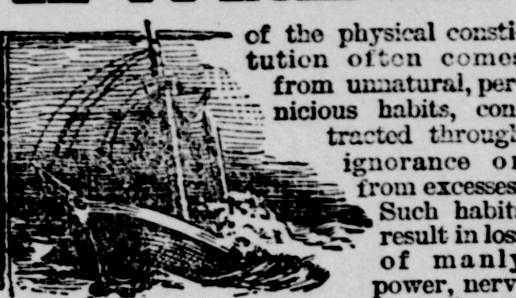 of the physical consti-
tution often comes
from unnatural, per-
nicious habits, con-
tracted through
ignorance or
from excesses.
Such habits
result in loss
of manly
power, nerv-